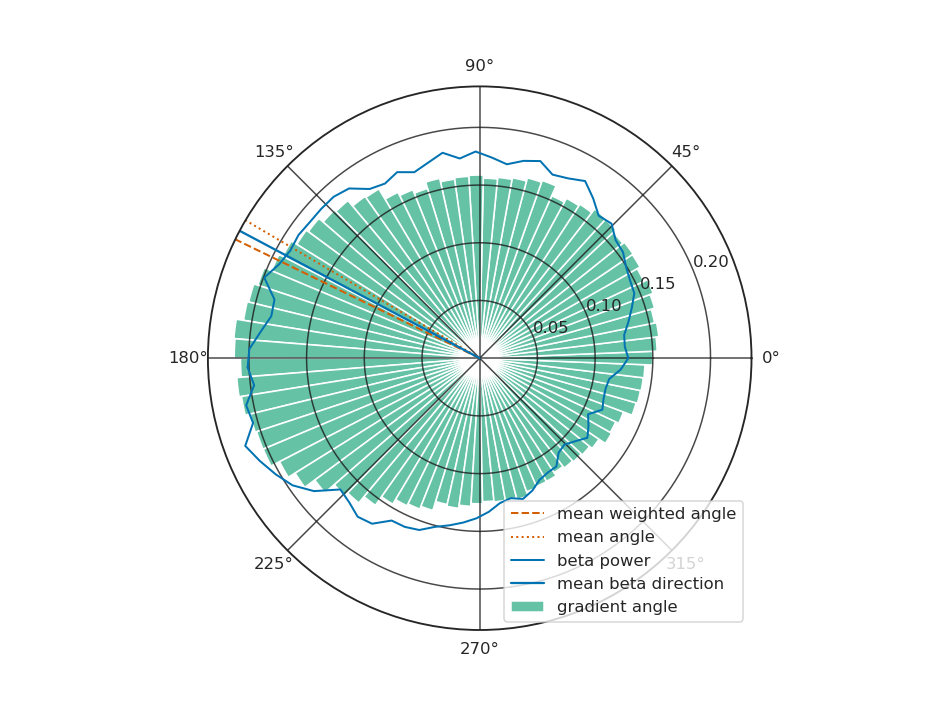 90°
135°
45°
0.20
0.15
0.10
0.05
180°
0°
mean weighted angle
mean angle
beta power
mean beta direction
gradient angle
225°
315°
270°